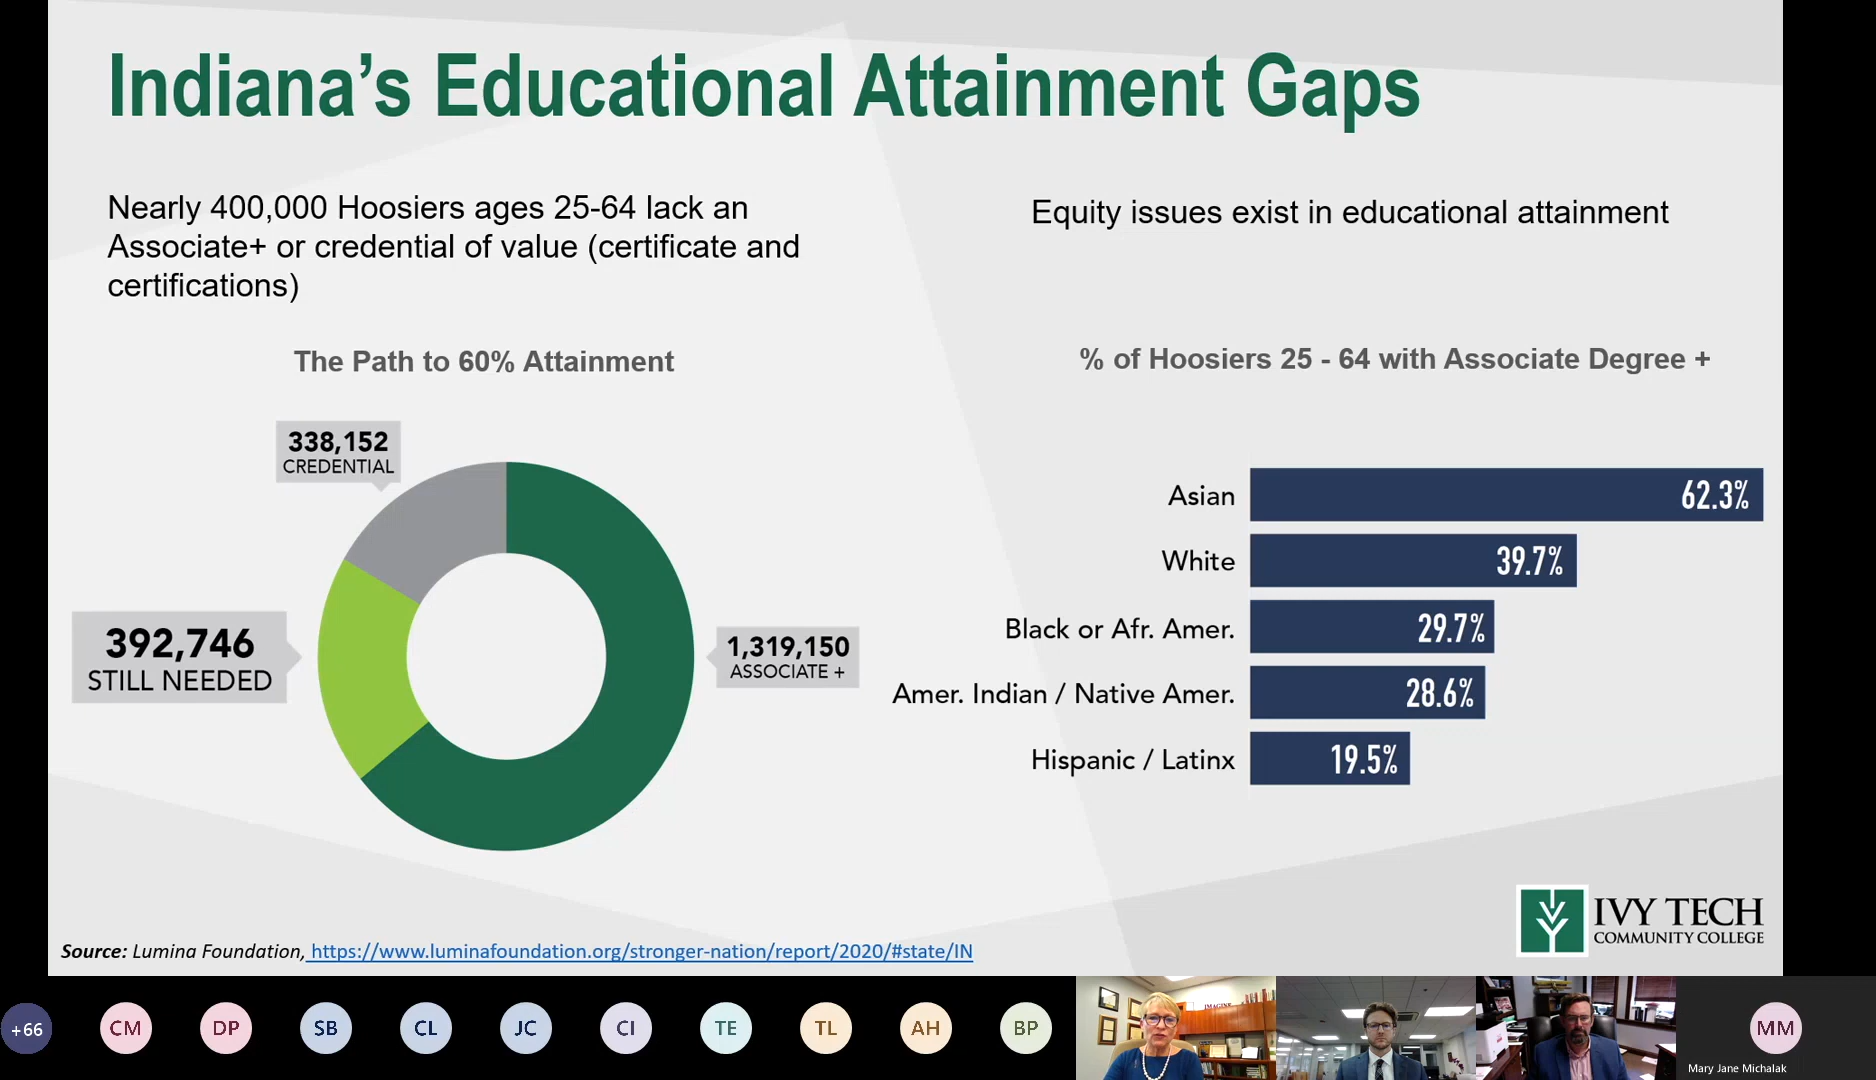 Indiana's Educational Attainment Gaps
Nearly 400,000 Hoosiers ages 25-64 lack an
Associate+ or credential of value (certificate and
certifications)
Equity issues exist in educational attainment
The Path to 60% Attainment
338,152
CREDENTIAL
392,746
STILL NEEDED
1,319,150
ASSOCIATE +
% of Hoosiers 25 - 64 with Associate Degree +
Asian 62.3%
White 39.7%
Black or Afr. Amer. 29.7%
Amer. Indian / Native Amer. 28.6%
Hispanic / Latinx 19.5%
IVY TECH
COMMUNITY COLLEGE
Source: Lumina Foundation, https://www.luminafoundation.org/stronger-nation/report/2020/#state/IN
+66 CM DP SB CL JC CI TE TL AH BP MM
IMAGINE
Mary Jane Michalak